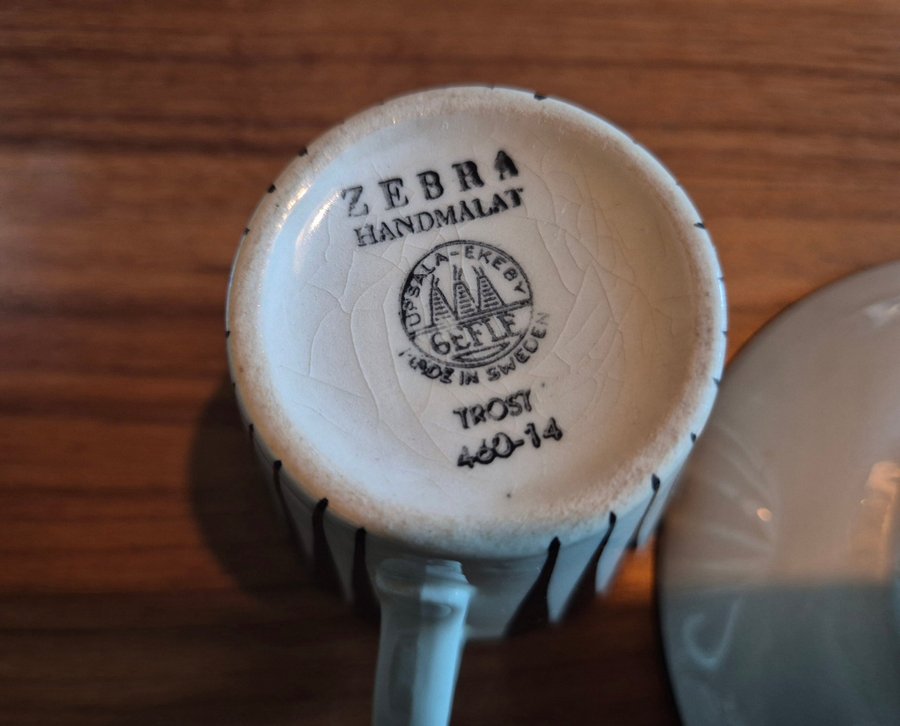 ZEBRA
HANDMÅLAT
UPSALA-EKEBY
GEFLE
MADE IN SWEDEN
TROST
460-14